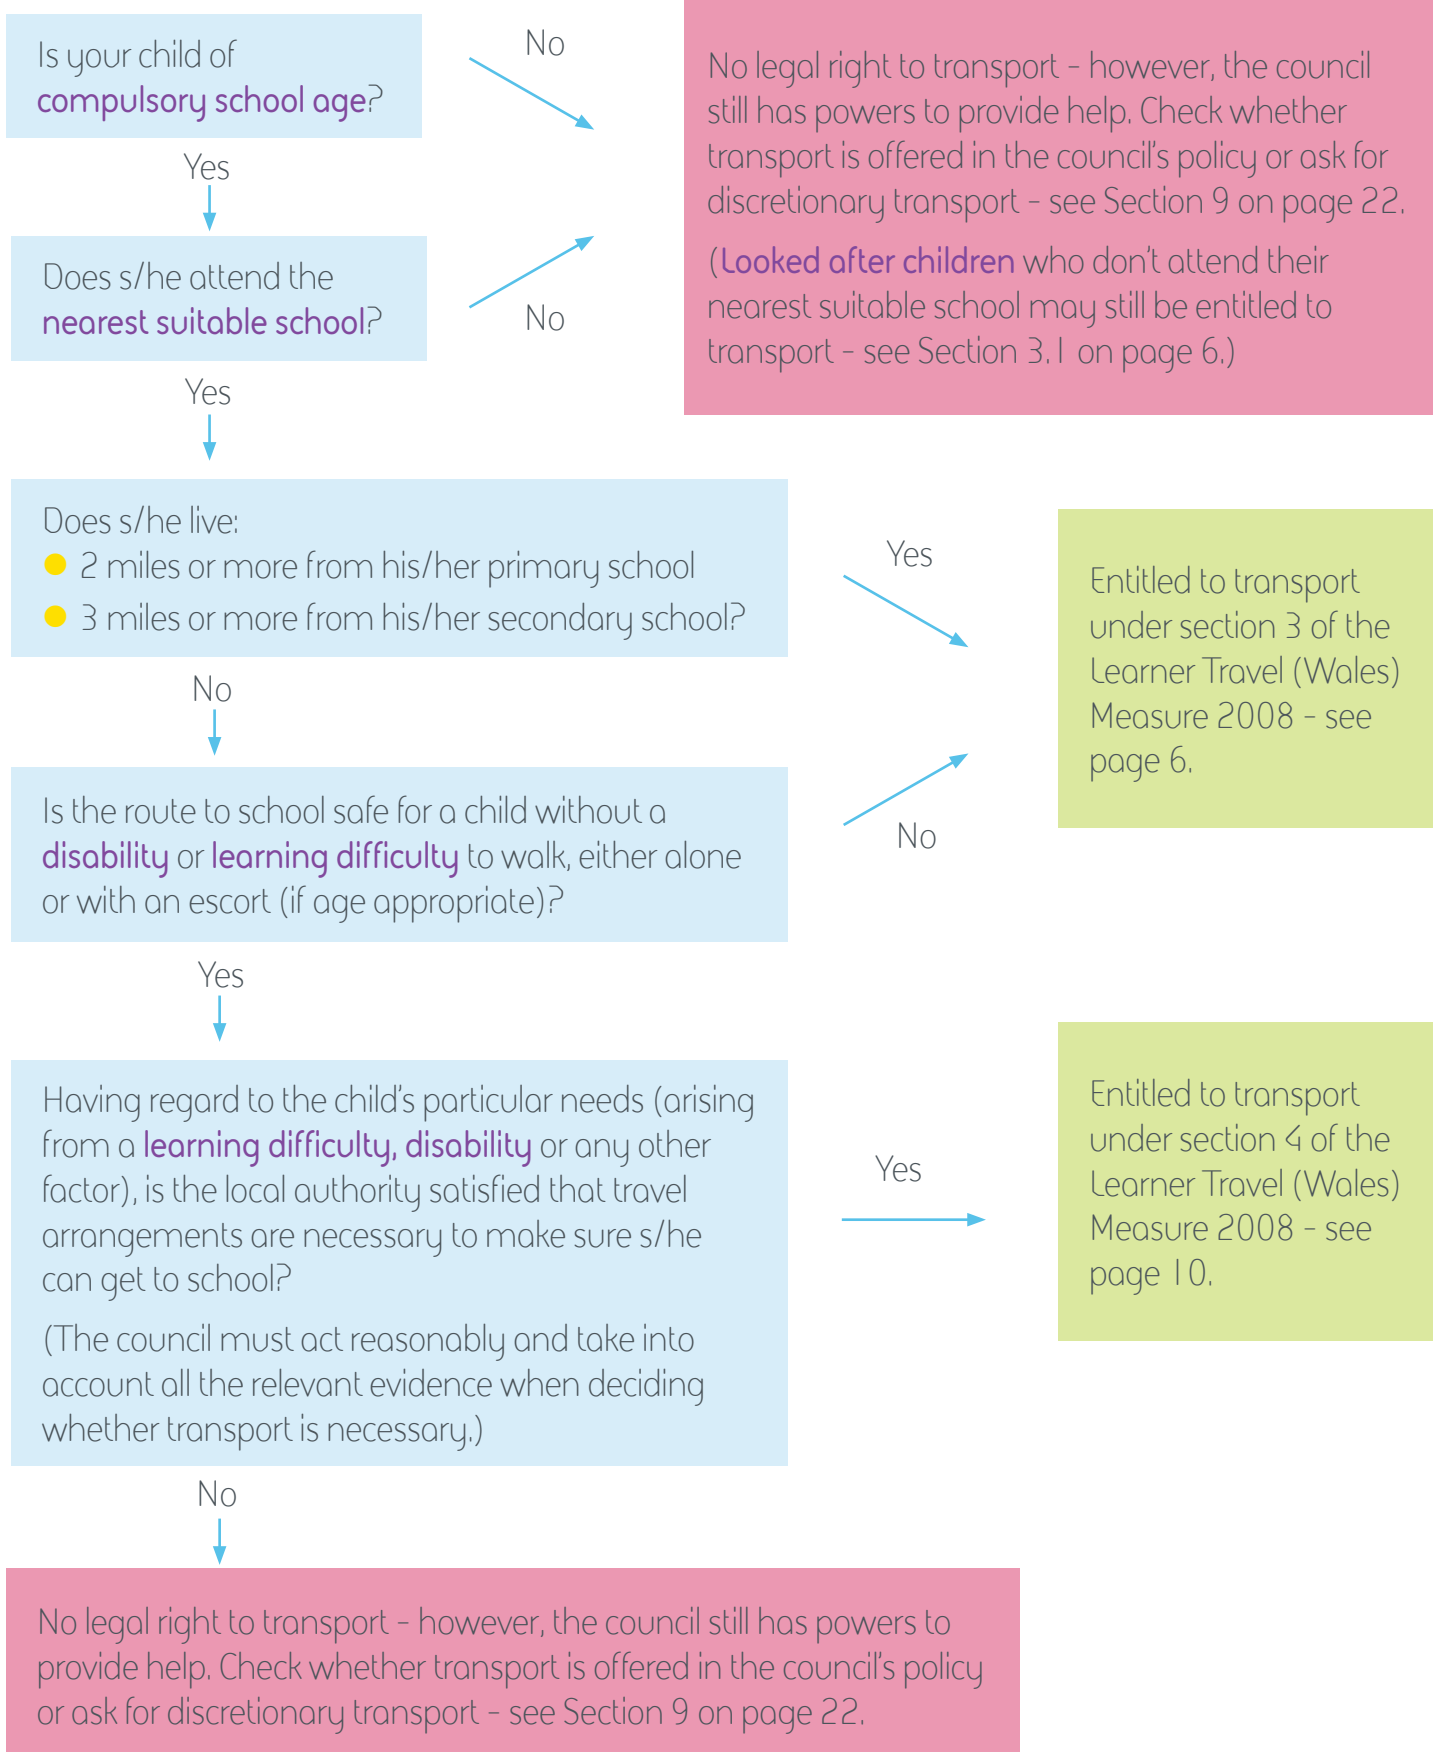 Is your child of
compulsory school age?
No
No legal right to transport – however, the council
still has powers to provide help. Check whether
transport is offered in the council's policy or ask for
discretionary transport – see Section 9 on page 22.
(Looked after children who don't attend their
nearest suitable school may still be entitled to
transport – see Section 3.1 on page 6.)
Yes
Does s/he attend the
nearest suitable school?
No
Yes
Does s/he live:
2 miles or more from his/her primary school
3 miles or more from his/her secondary school?
Yes
Entitled to transport
under section 3 of the
Learner Travel (Wales)
Measure 2008 – see
page 6.
No
Is the route to school safe for a child without a
disability or learning difficulty to walk, either alone
or with an escort (if age appropriate)?
No
Yes
Having regard to the child's particular needs (arising
from a learning difficulty, disability or any other
factor), is the local authority satisfied that travel
arrangements are necessary to make sure s/he
can get to school?
(The council must act reasonably and take into
account all the relevant evidence when deciding
whether transport is necessary.)
Yes
Entitled to transport
under section 4 of the
Learner Travel (Wales)
Measure 2008 – see
page 10.
No
No legal right to transport – however, the council still has powers to
provide help. Check whether transport is offered in the council's policy
or ask for discretionary transport – see Section 9 on page 22.